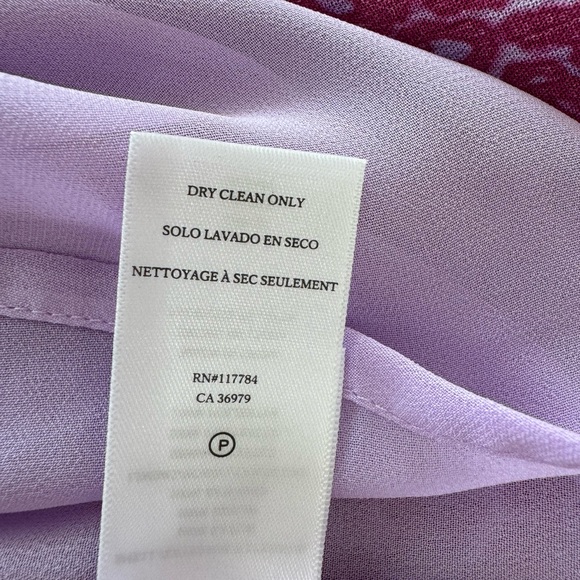 DRY CLEAN ONLY
SOLO LAVADO EN SECO
NETTOYAGE À SEC SEULEMENT
RN#117784
CA 36979
P